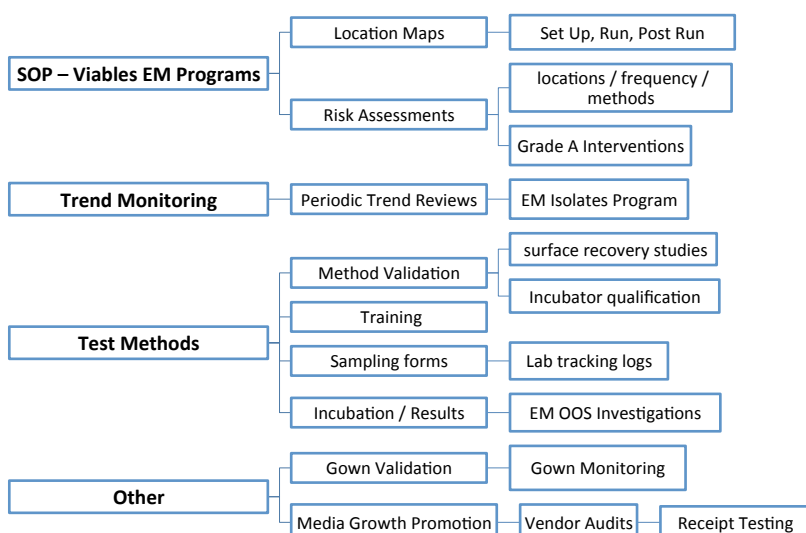 Location Maps
Set Up, Run, Post Run
SOP – Viables EM Programs
locations / frequency /
methods
Risk Assessments
Grade A Interventions
Trend Monitoring
Periodic Trend Reviews
EM Isolates Program
surface recovery studies
Method Validation
Incubator qualification
Training
Test Methods
Sampling forms
Lab tracking logs
Incubation / Results
EM OOS Investigations
Gown Validation
Gown Monitoring
Other
Media Growth Promotion
Vendor Audits
Receipt Testing